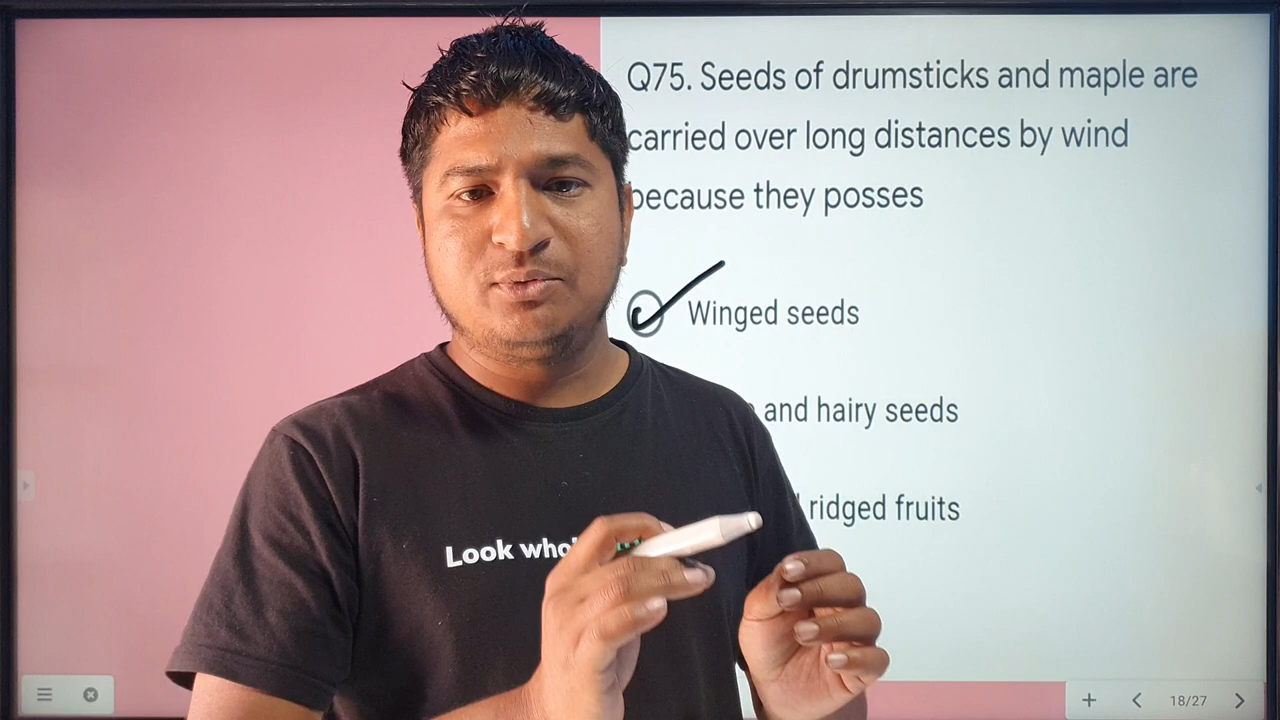 Q75. Seeds of drumsticks and maple are
carried over long distances by wind
because they posses
Winged seeds
and hairy seeds
ridged fruits
Look who
18/27